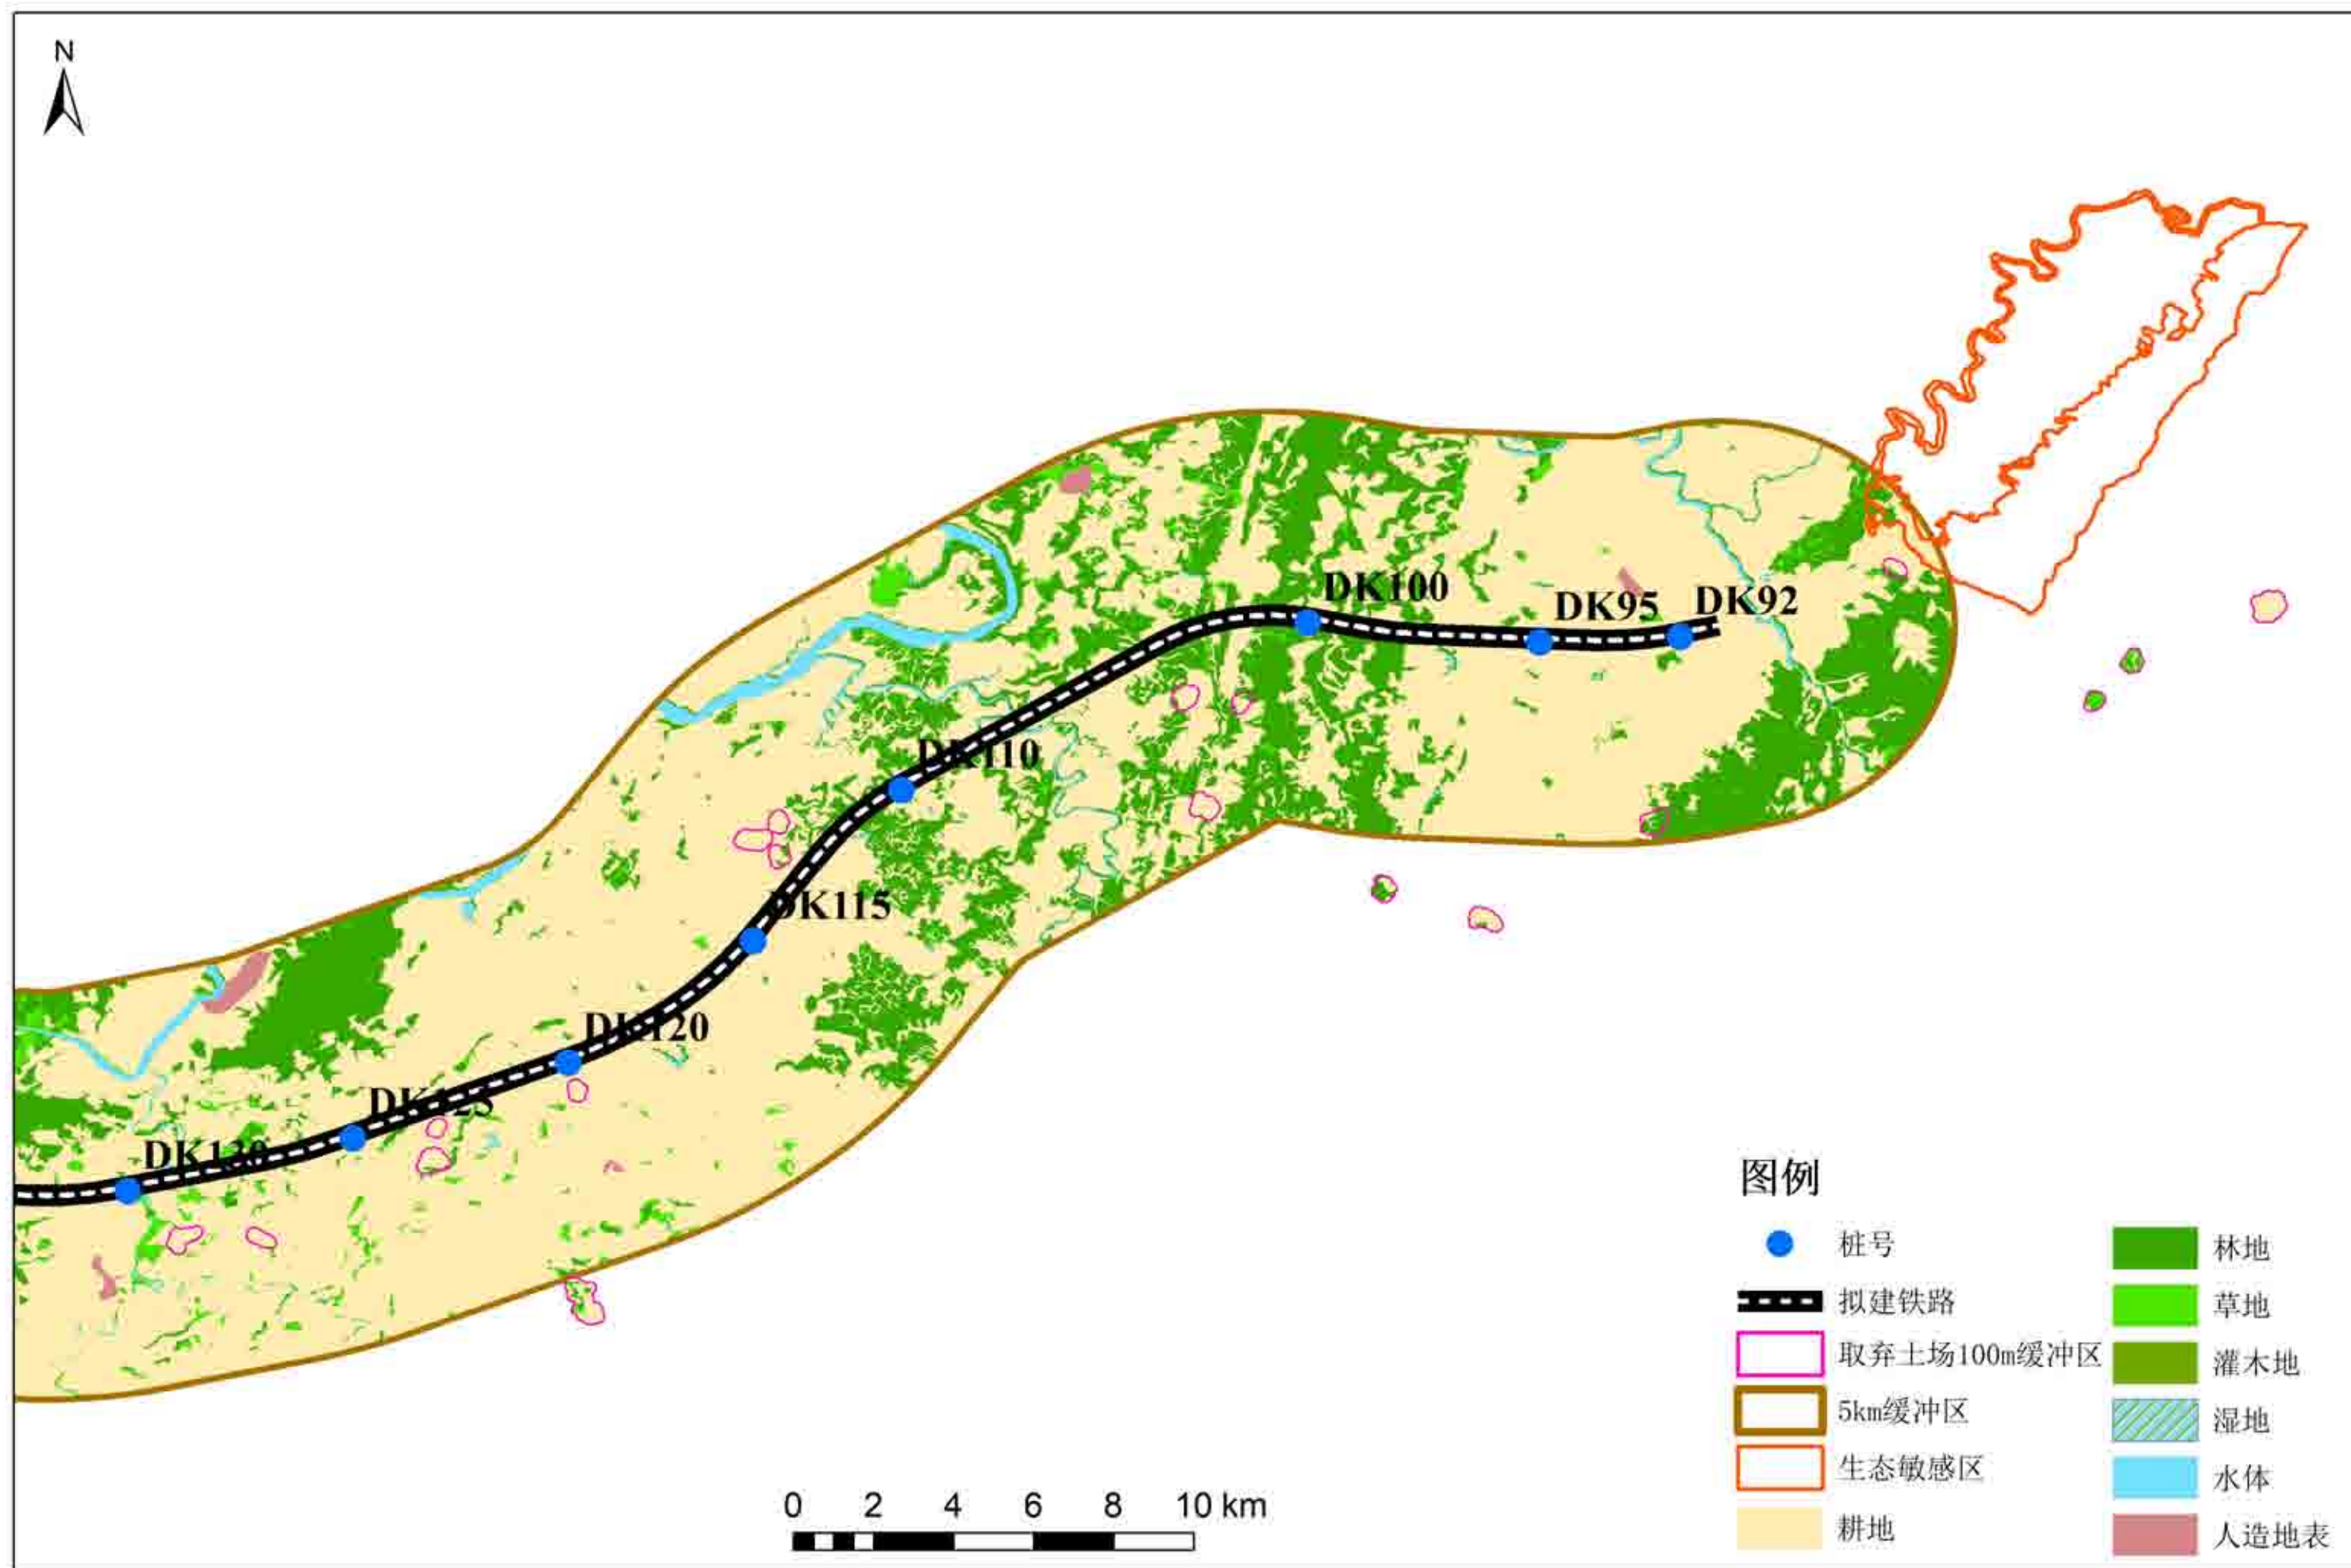 N
DK100
DK95
DK92
DK110
DK115
DK120
DK125
DK130
图例
桩号
拟建铁路
取弃土场100m缓冲区
5km缓冲区
生态敏感区
耕地
林地
草地
灌木地
湿地
水体
人造地表
0 2 4 6 8 10 km